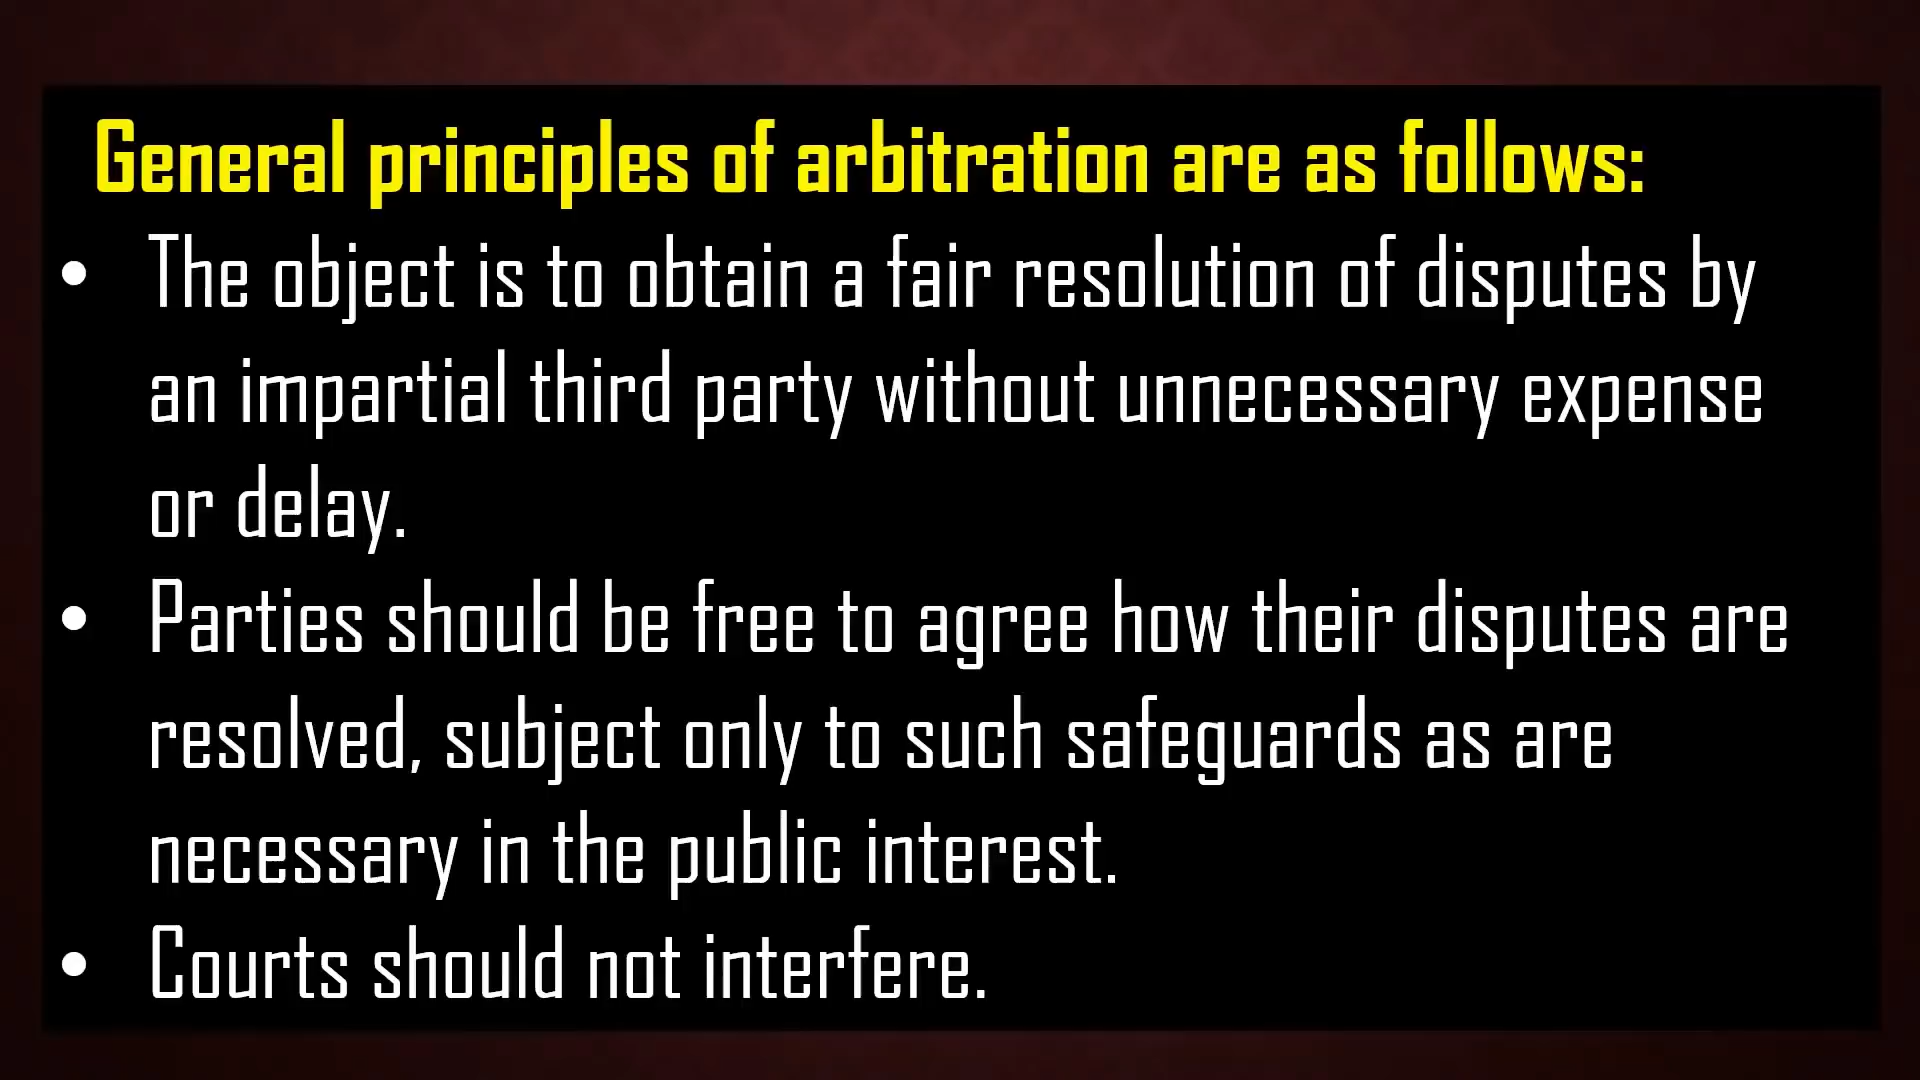 General principles of arbitration are as follows:
• The object is to obtain a fair resolution of disputes by
an impartial third party without unnecessary expense
or delay.
• Parties should be free to agree how their disputes are
resolved, subject only to such safeguards as are
necessary in the public interest.
• Courts should not interfere.